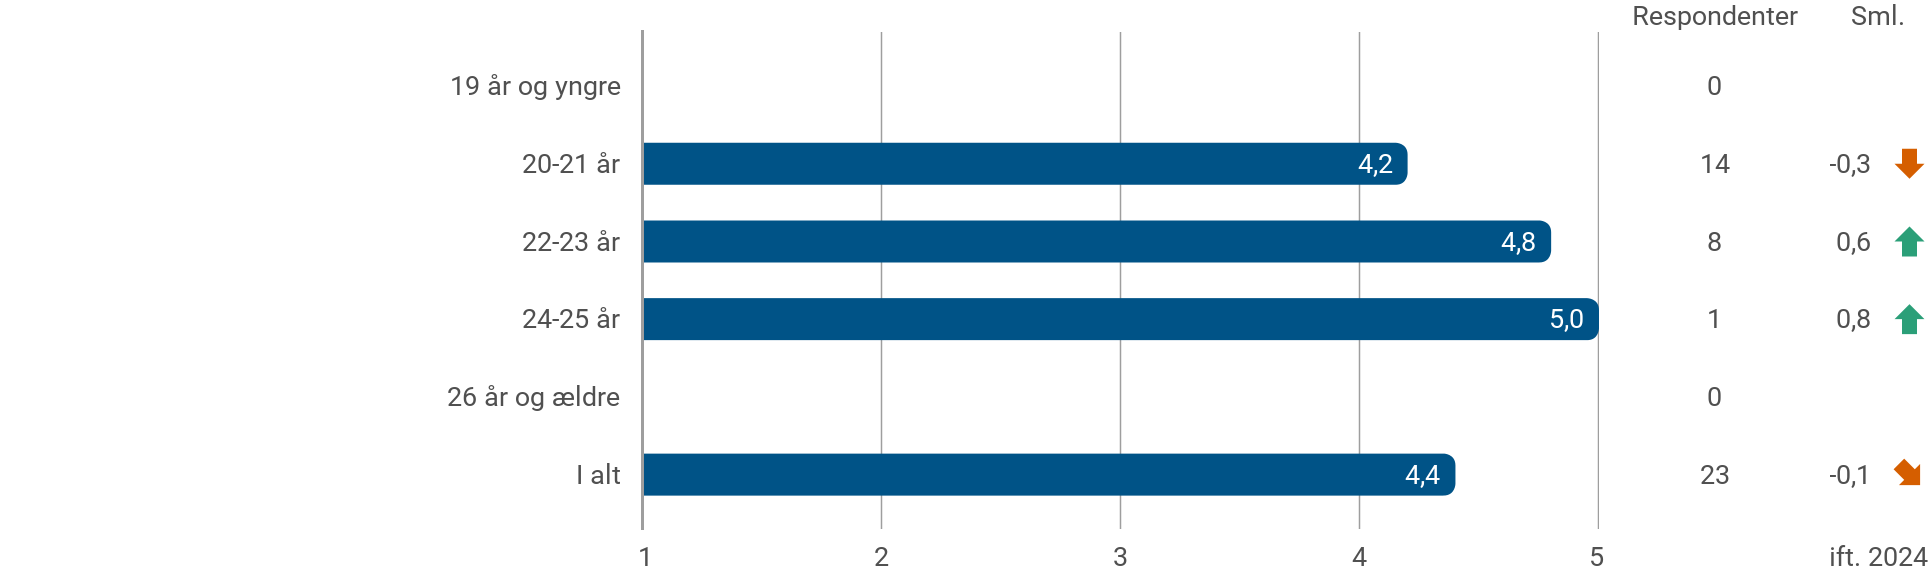 Respondenter Sml.
19 år og yngre 0
20-21 år 4,2 14 -0,3
22-23 år 4,8 8 0,6
24-25 år 5,0 1 0,8
26 år og ældre 0
I alt 4,4 23 -0,1
1 2 3 4 5 ift. 2024